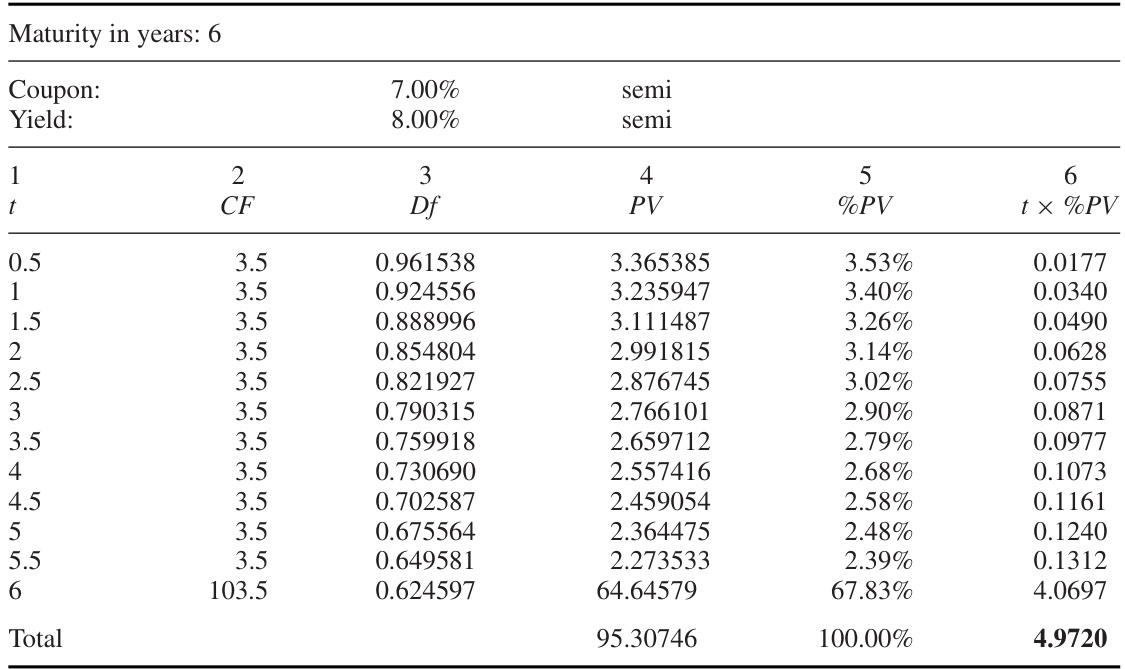 Maturity in years: 6
Coupon: 7.00% semi
Yield: 8.00% semi
1 2 3 4 5 6
t CF Df PV %PV t × %PV
0.5 3.5 0.961538 3.365385 3.53% 0.0177
1 3.5 0.924556 3.235947 3.40% 0.0340
1.5 3.5 0.888996 3.111487 3.26% 0.0490
2 3.5 0.854804 2.991815 3.14% 0.0628
2.5 3.5 0.821927 2.876745 3.02% 0.0755
3 3.5 0.790315 2.766101 2.90% 0.0871
3.5 3.5 0.759918 2.659712 2.79% 0.0977
4 3.5 0.730690 2.557416 2.68% 0.1073
4.5 3.5 0.702587 2.459054 2.58% 0.1161
5 3.5 0.675564 2.364475 2.48% 0.1240
5.5 3.5 0.649581 2.273533 2.39% 0.1312
6 103.5 0.624597 64.64579 67.83% 4.0697
Total 95.30746 100.00% 4.9720